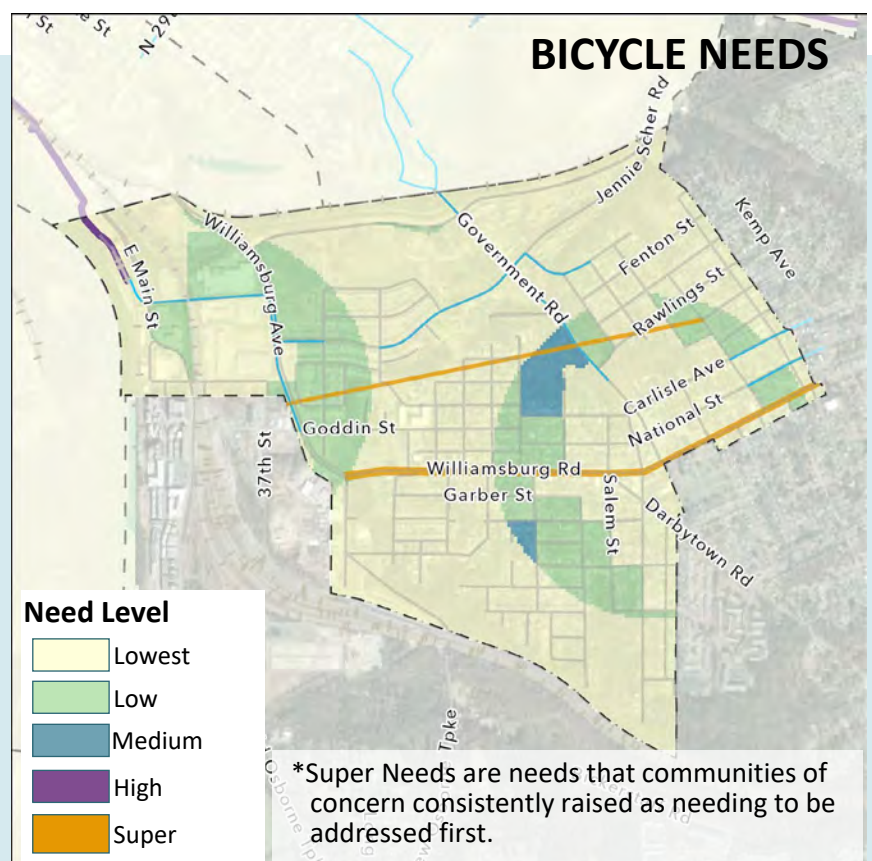 BICYCLE NEEDS
N 29
Jennie Scher Rd
Williamsburg Ave
Government Rd
Kemp Ave
E Main St
Fenton St
Rawlings St
Carlisle Ave
National St
Goddin St
37th St
Williamsburg Rd
Garber St
Salem St
Darbytown Rd
Need Level
Lowest
Low
Medium
High
Super
Osborne Tpke
*Super Needs are needs that communities of
concern consistently raised as needing to be
addressed first.